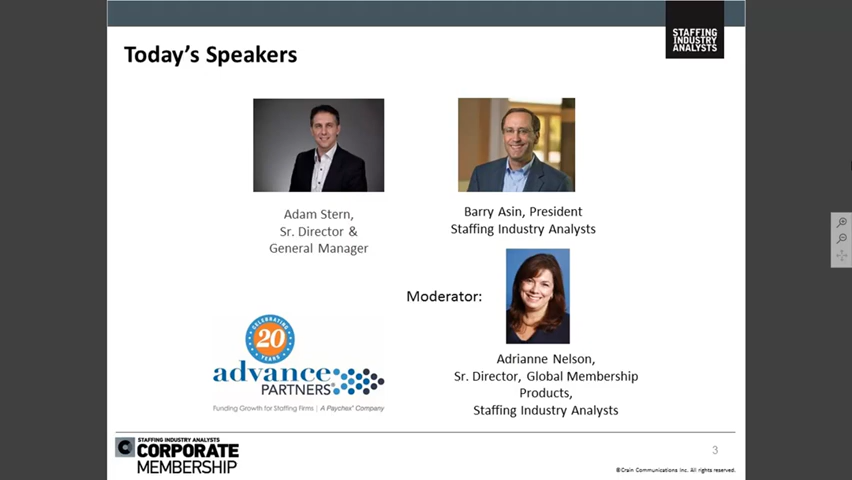 STAFFING
INDUSTRY
ANALYSTS
Today's Speakers
Adam Stern,
Sr. Director &
General Manager
Barry Asin, President
Staffing Industry Analysts
Moderator:
Adrianne Nelson,
Sr. Director, Global Membership
Products,
Staffing Industry Analysts
CELEBRATING
20
YEARS
advance
PARTNERS
Funding Growth for Staffing Firms | A Paychex® Company
C
STAFFING INDUSTRY ANALYSTS
CORPORATE
MEMBERSHIP
3
©Crain Communications Inc. All rights reserved.